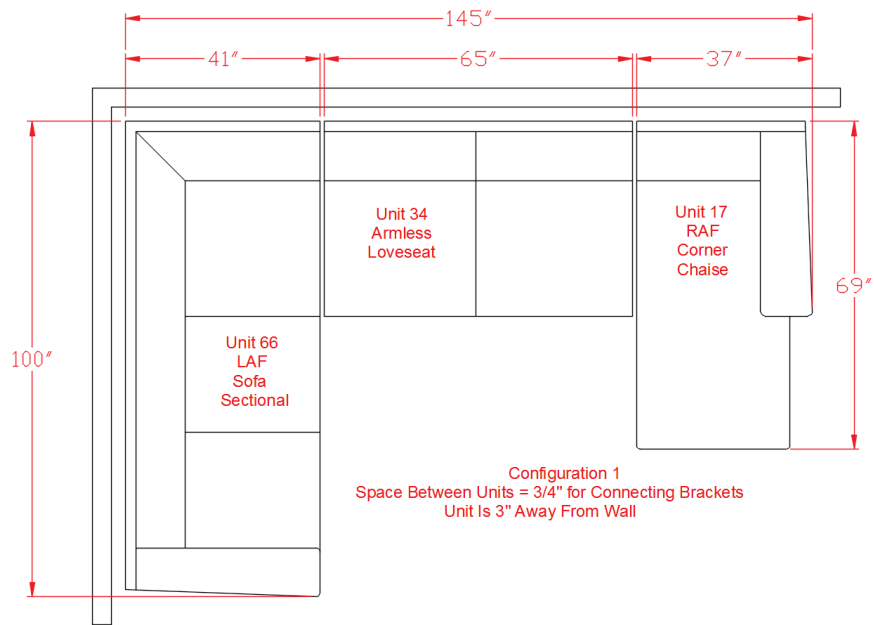 145"
41"
65"
37"
Unit 34
Armless
Loveseat
Unit 17
RAF
Corner
Chaise
69"
100"
Unit 66
LAF
Sofa
Sectional
Configuration 1
Space Between Units = 3/4" for Connecting Brackets
Unit Is 3" Away From Wall